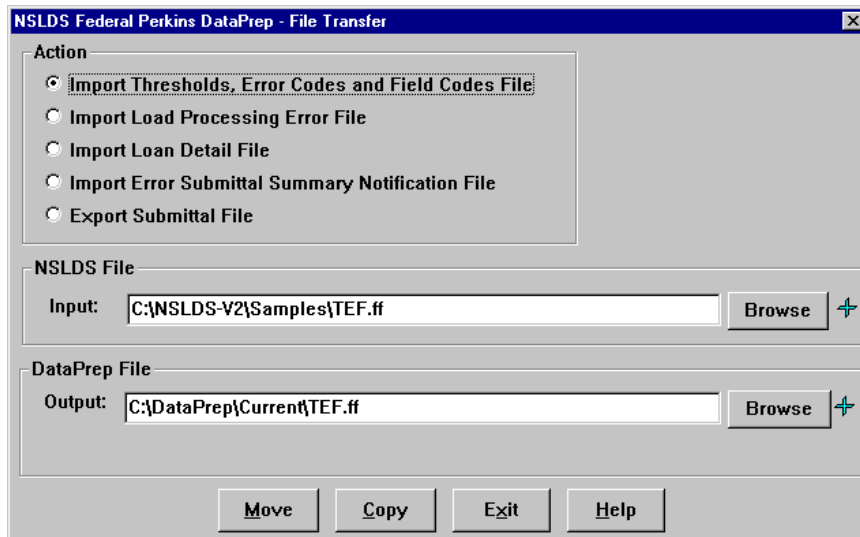 NSLDS Federal Perkins DataPrep - File Transfer
Action
Import Thresholds, Error Codes and Field Codes File
Import Load Processing Error File
Import Loan Detail File
Import Error Submittal Summary Notification File
Export Submittal File
NSLDS File
Input: C:\NSLDS-V2\Samples\TEF.ff Browse
DataPrep File
Output: C:\DataPrep\Current\TEF.ff Browse
Move Copy Exit Help